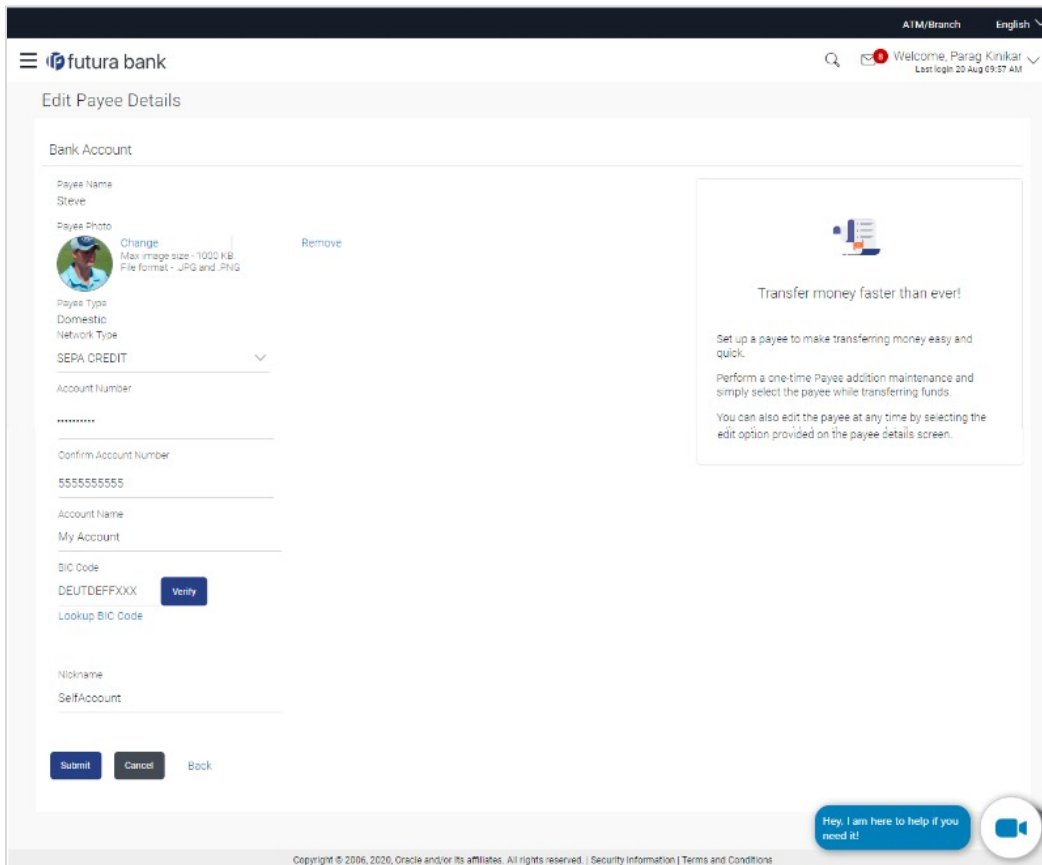 ATM/Branch English
futura bank
8 Welcome, Parag Kinikar
Last login 20 Aug 09:57 AM
Edit Payee Details
Bank Account
Payee Name
Steve
Payee Photo
Change Remove
Max image size - 1000 KB
File format - .JPG and .PNG
Payee Type
Domestic
Network Type
SEPA CREDIT
Account Number
••••••••••
Confirm Account Number
5555555555
Account Name
My Account
BIC Code
DEUTDEFFXXX Verify
Lookup BIC Code
Nickname
SelfAccount
Submit Cancel Back
Transfer money faster than ever!
Set up a payee to make transferring money easy and
quick.
Perform a one-time Payee addition maintenance and
simply select the payee while transferring funds.
You can also edit the payee at any time by selecting the
edit option provided on the payee details screen.
Hey, I am here to help if you
need it!
Copyright © 2006, 2020, Oracle and/or its affiliates. All rights reserved. | Security Information | Terms and Conditions